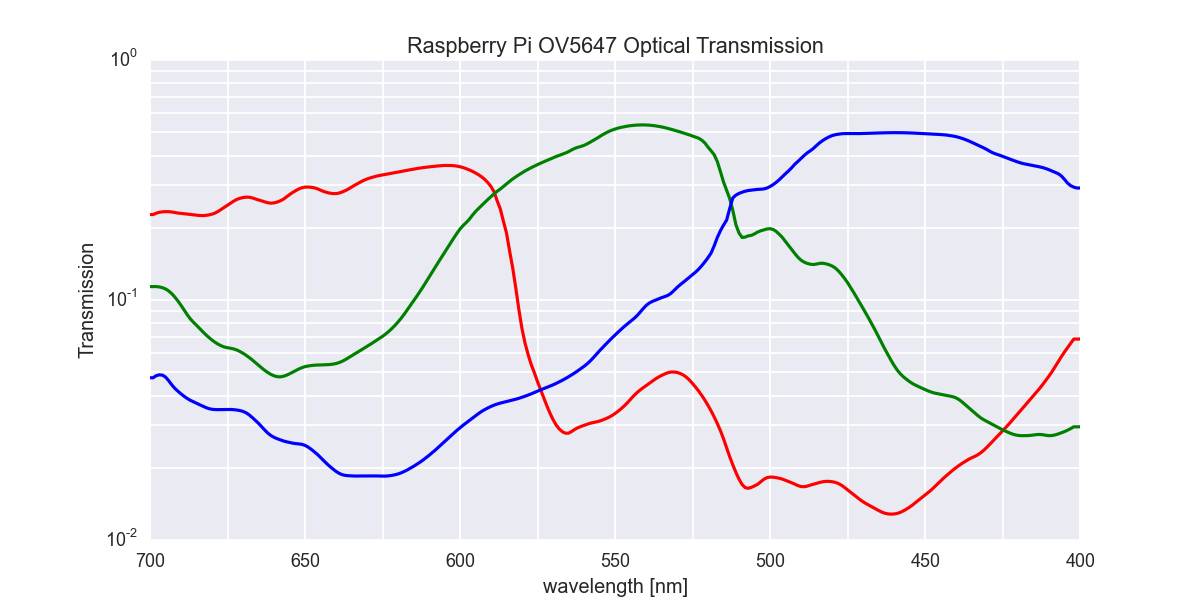 Raspberry Pi OV5647 Optical Transmission
10^0
10^-1
10^-2
Transmission
700 650 600 550 500 450 400
wavelength [nm]